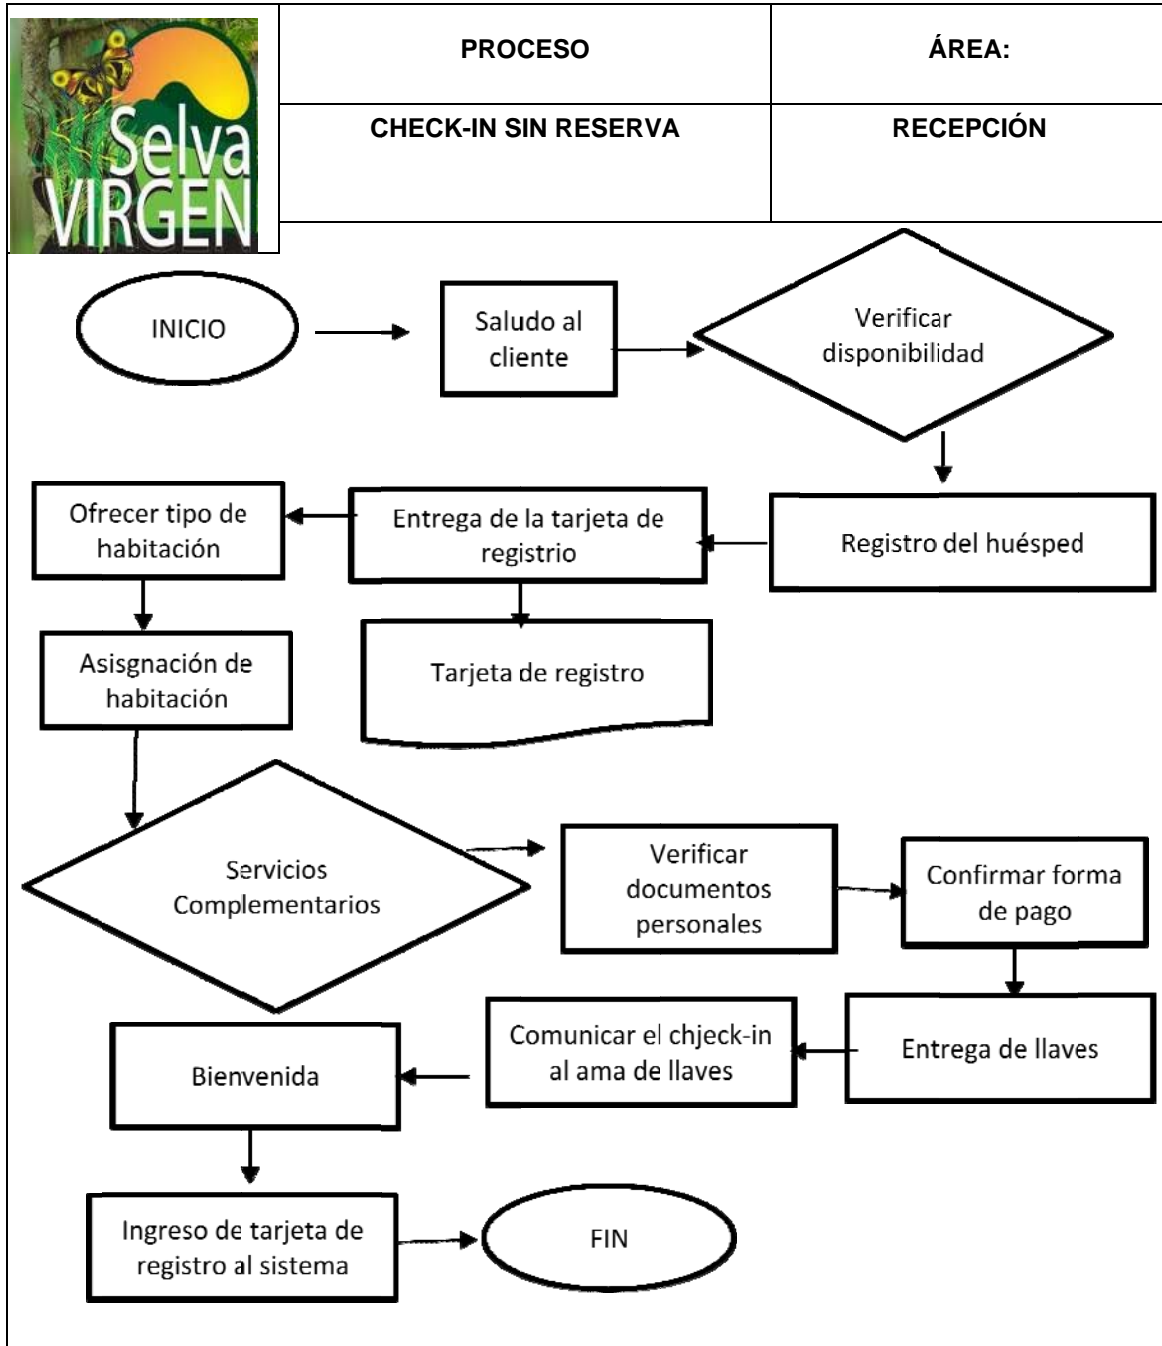 Selva
VIRGEN
PROCESO
ÁREA:
CHECK-IN SIN RESERVA
RECEPCIÓN
INICIO
Saludo al
cliente
Verificar
disponibilidad
Registro del huésped
Entrega de la tarjeta de
registrio
Tarjeta de registro
Ofrecer tipo de
habitación
Asisgnación de
habitación
Servicios
Complementarios
Verificar
documentos
personales
Confirmar forma
de pago
Entrega de llaves
Comunicar el chjeck-in
al ama de llaves
Bienvenida
Ingreso de tarjeta de
registro al sistema
FIN